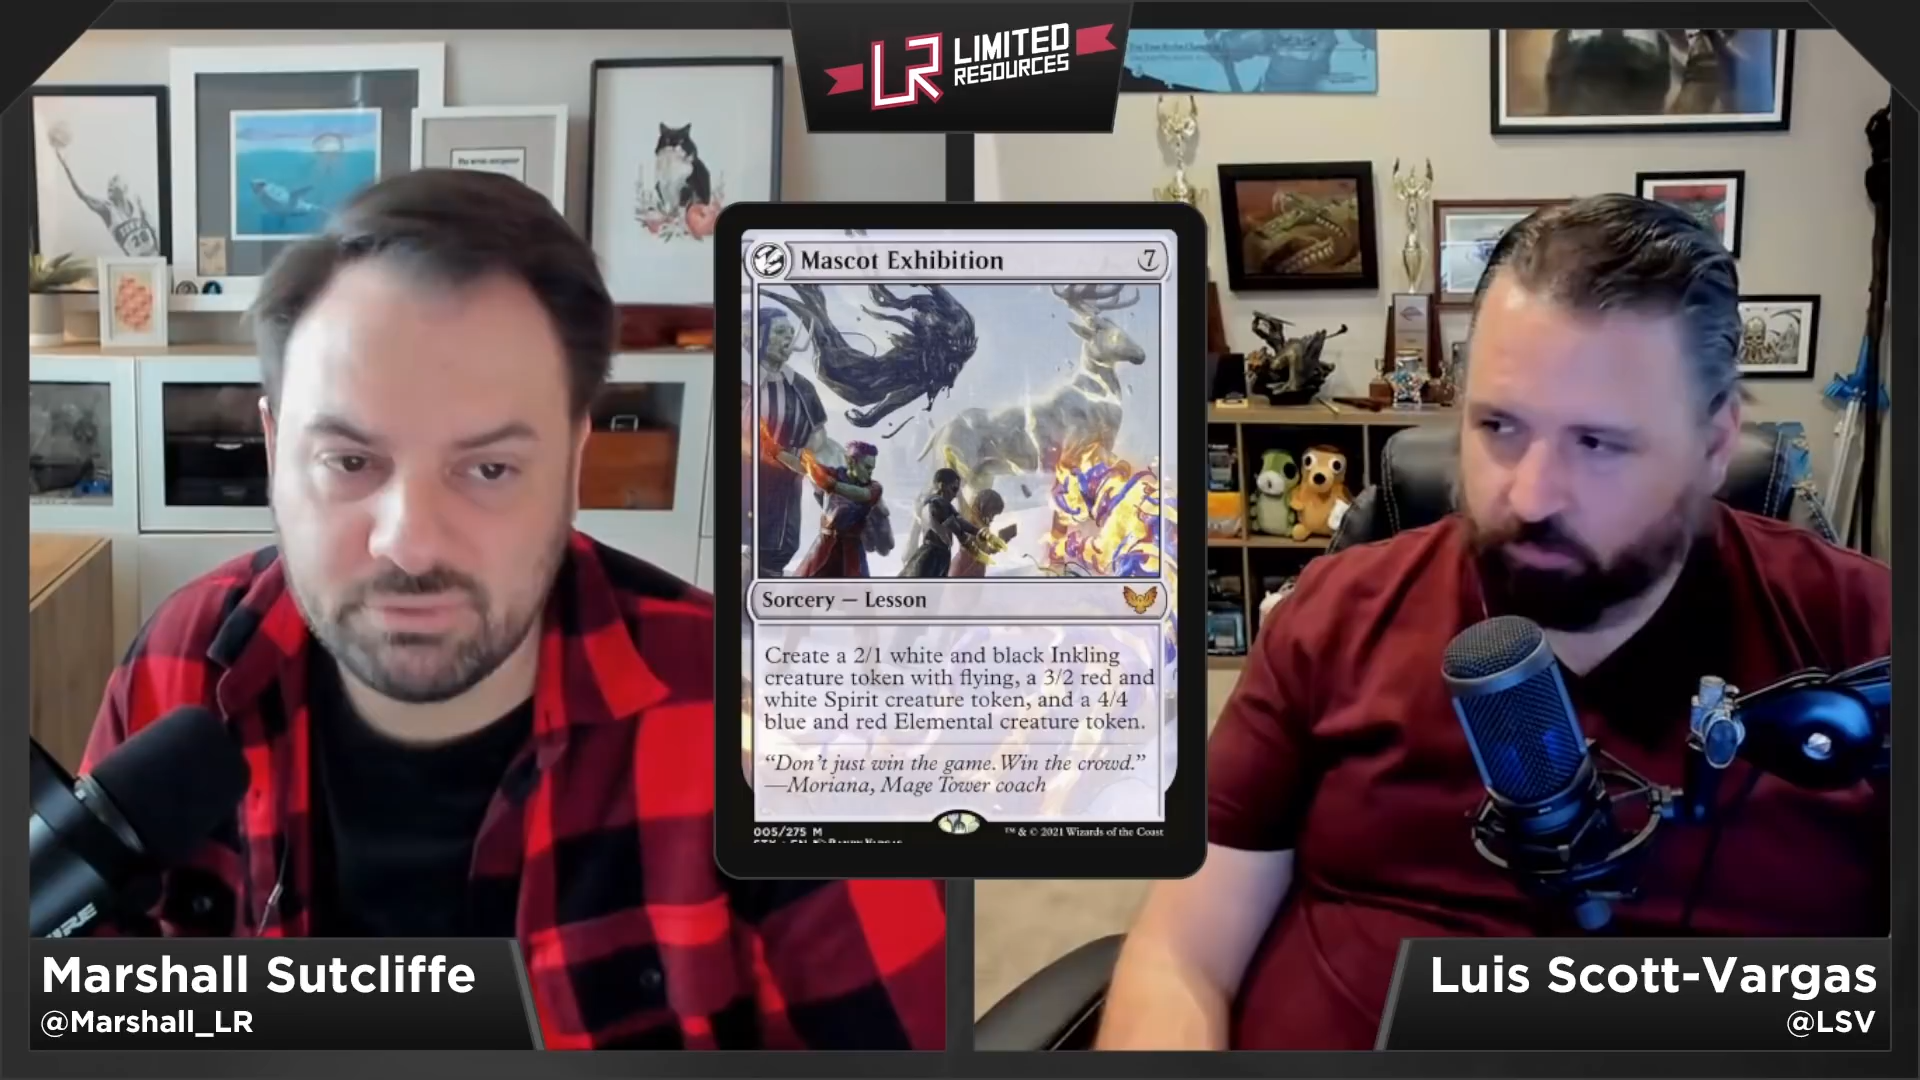 LR LIMITED
RESOURCES
Mascot Exhibition 7
Sorcery — Lesson
Create a 2/1 white and black Inkling
creature token with flying, a 3/2 red and
white Spirit creature token, and a 4/4
blue and red Elemental creature token.
“Don’t just win the game. Win the crowd.”
—Moriana, Mage Tower coach
005/275 M
™ & © 2021 Wizards of the Coast
Marshall Sutcliffe
@Marshall_LR
Luis Scott-Vargas
@LSV